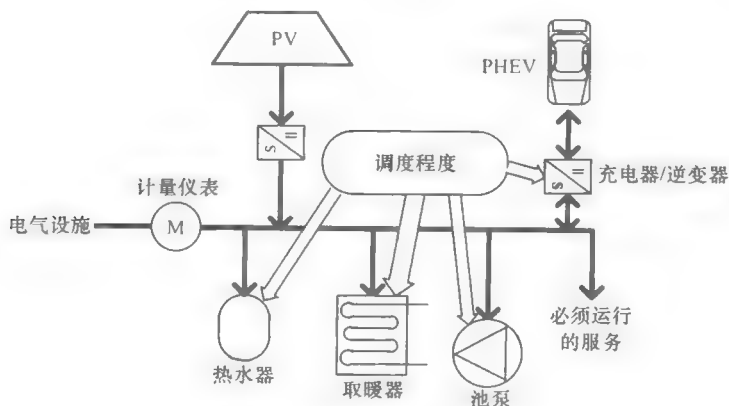 PV
PHEV
调度程度
充电器/逆变器
计量仪表
电气设施
M
必须运行
的服务
热水器
取暖器
池泵